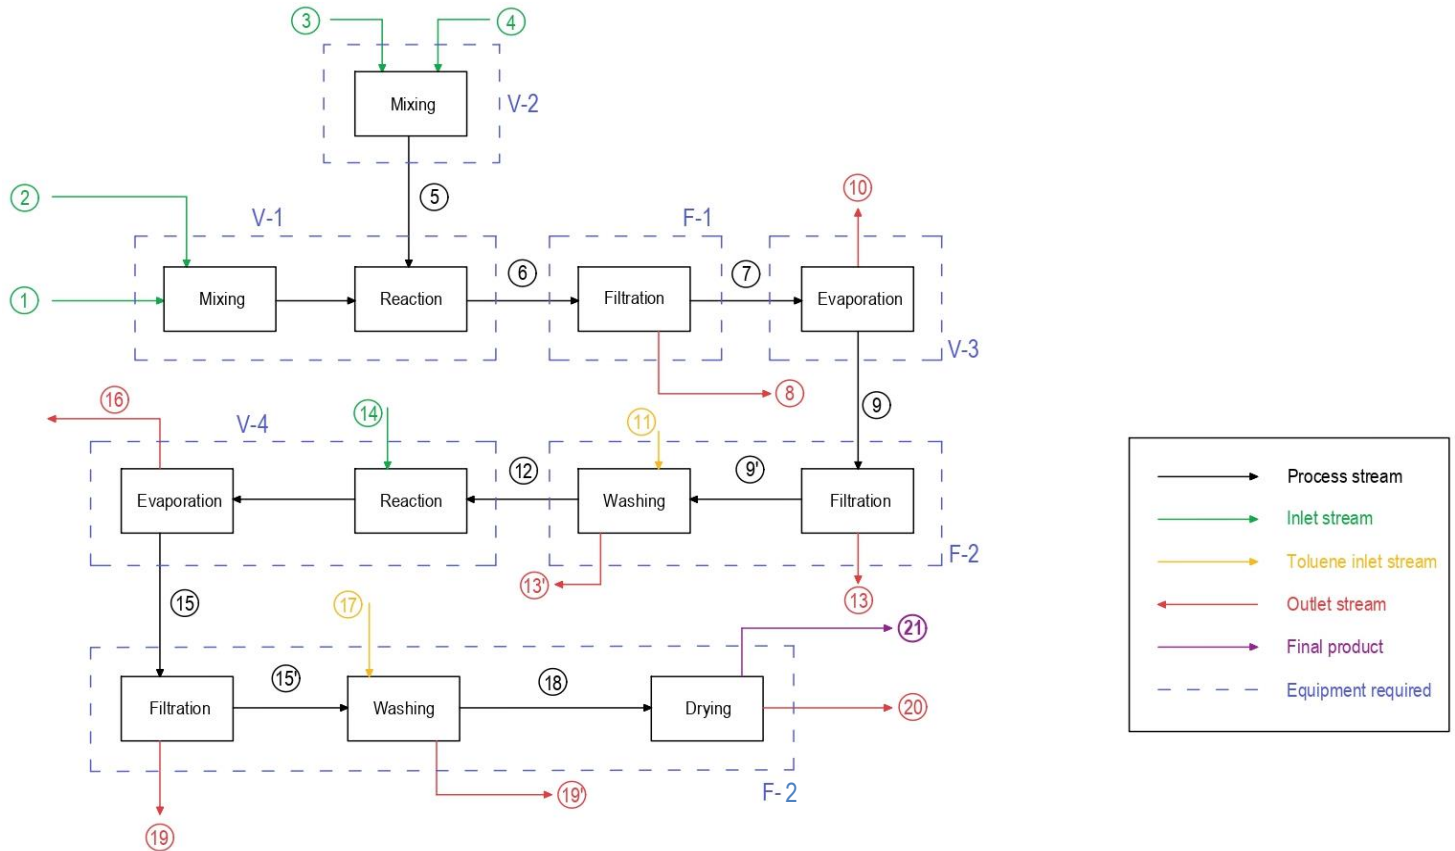 3
4
Mixing
V-2
2
5
10
V-1
F-1
1
Mixing
Reaction
6
Filtration
7
Evaporation
V-3
16
8
9
V-4
14
11
Evaporation
Reaction
12
Washing
9'
Filtration
F-2
13'
13
15
17
21
Filtration
15'
Washing
18
Drying
20
19'
F-2
19
Process stream
Inlet stream
Toluene inlet stream
Outlet stream
Final product
Equipment required